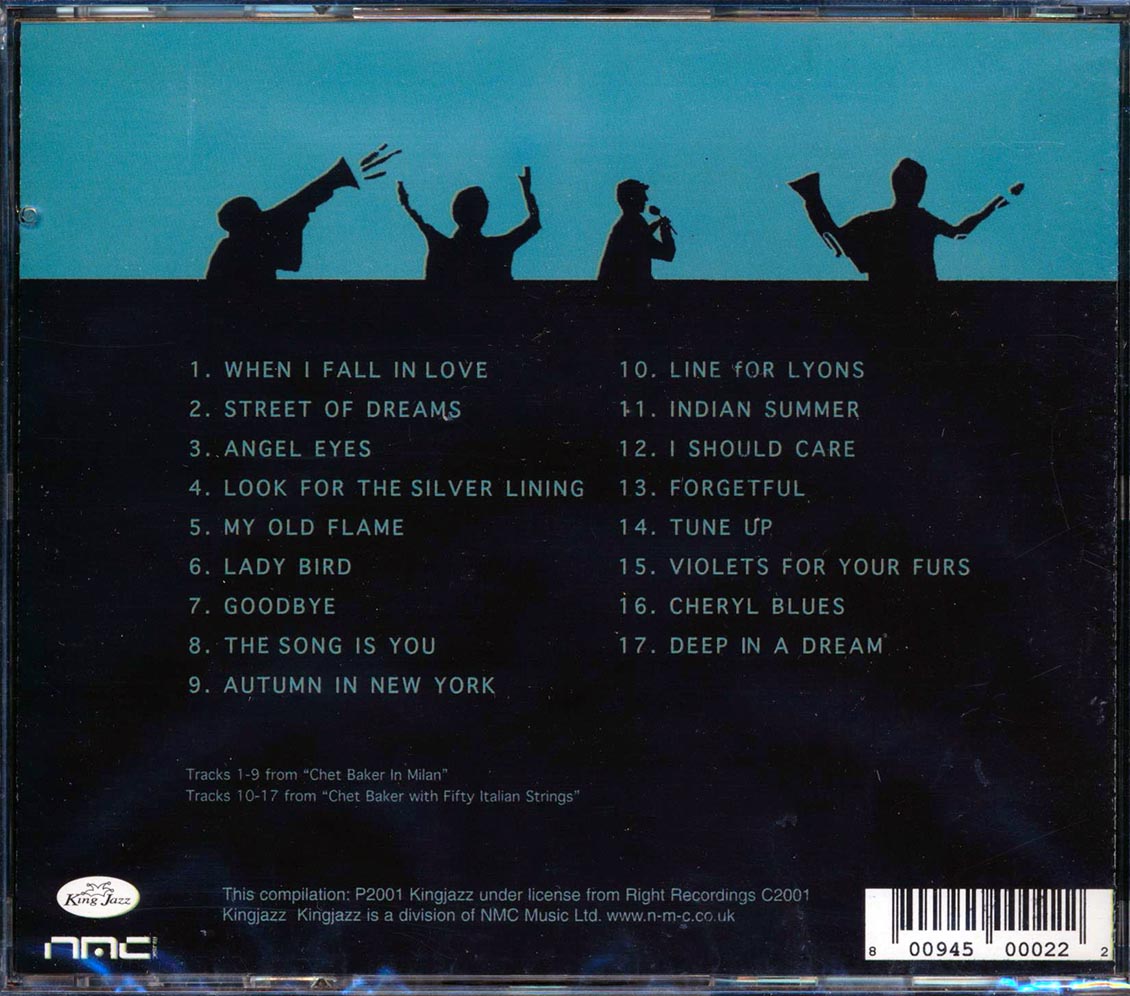 1. WHEN I FALL IN LOVE
2. STREET OF DREAMS
3. ANGEL EYES
4. LOOK FOR THE SILVER LINING
5. MY OLD FLAME
6. LADY BIRD
7. GOODBYE
8. THE SONG IS YOU
9. AUTUMN IN NEW YORK
10. LINE fOR LYONS
11. INDIAN SUMMER
12. I SHOULD CARE
13. FORGETFUL
14. TUNE UP
15. VIOLETS FOR YOUR FURS
16. CHERYL BLUES
17. DEEP IN A DREAM
Tracks 1-9 from “Chet Baker In Milan”
Tracks 10-17 from “Chet Baker with Fifty Italian Strings”
King Jazz
nmc
This compilation: P2001 Kingjazz under license from Right Recordings C2001
Kingjazz Kingjazz is a division of NMC Music Ltd. www.n-m-c.co.uk
8 00945 00022 2